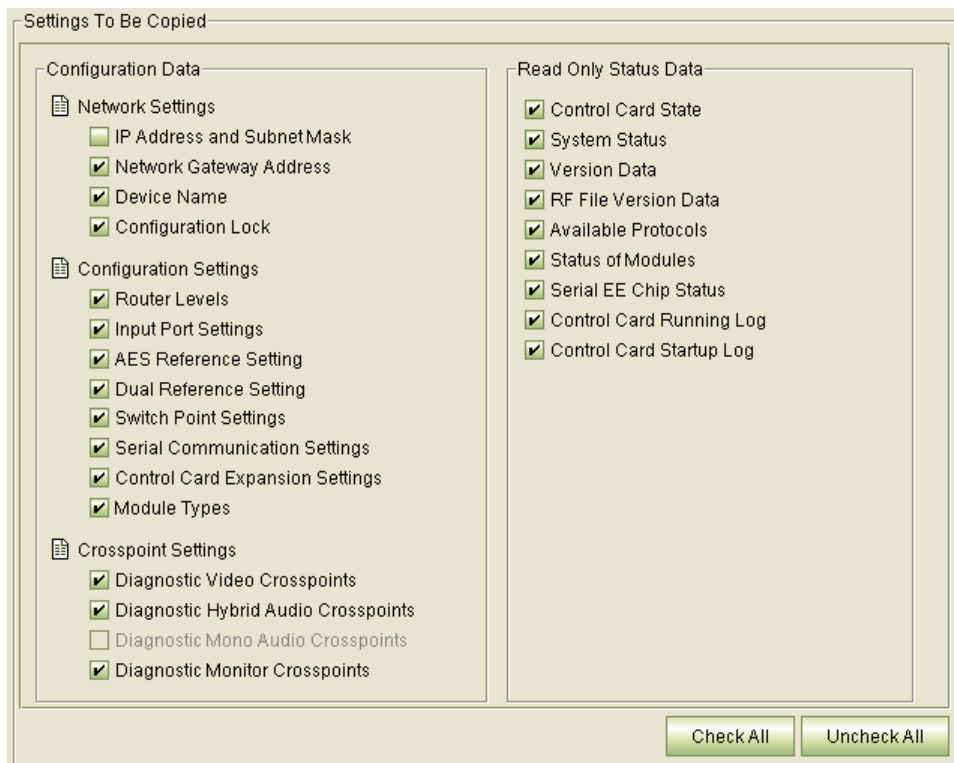 Settings To Be Copied
Configuration Data
Network Settings
IP Address and Subnet Mask
Network Gateway Address
Device Name
Configuration Lock
Configuration Settings
Router Levels
Input Port Settings
AES Reference Setting
Dual Reference Setting
Switch Point Settings
Serial Communication Settings
Control Card Expansion Settings
Module Types
Crosspoint Settings
Diagnostic Video Crosspoints
Diagnostic Hybrid Audio Crosspoints
Diagnostic Mono Audio Crosspoints
Diagnostic Monitor Crosspoints
Read Only Status Data
Control Card State
System Status
Version Data
RF File Version Data
Available Protocols
Status of Modules
Serial EE Chip Status
Control Card Running Log
Control Card Startup Log
Check All
Uncheck All